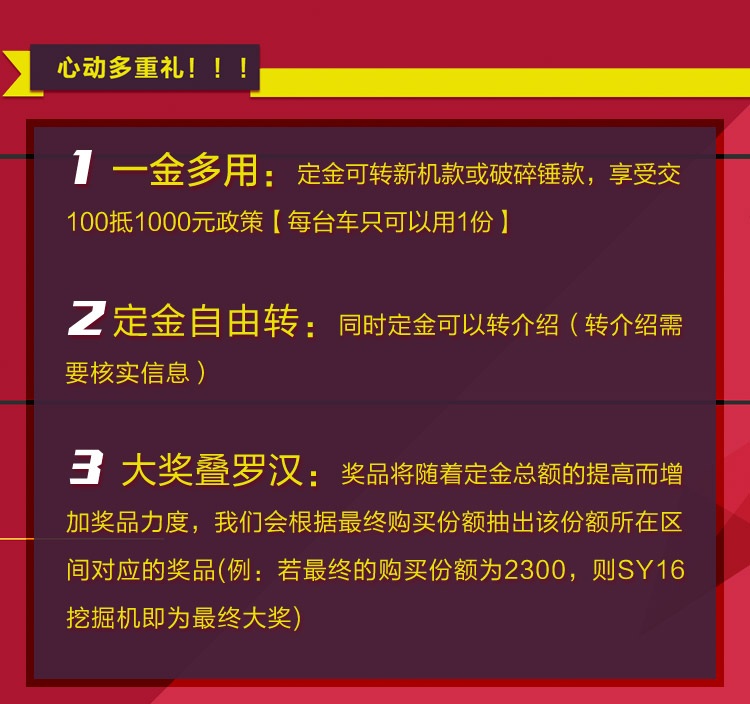 心动多重礼！！！
1 一金多用：定金可转新机款或破碎锤款，享受交
100抵1000元政策【每台车只可以用1份】
2 定金自由转：同时定金可以转介绍（转介绍需
要核实信息）
3 大奖叠罗汉：奖品将随着定金总额的提高而增
加奖品力度，我们会根据最终购买份额抽出该份额所在区
间对应的奖品(例：若最终的购买份额为2300，则SY16
挖掘机即为最终大奖)